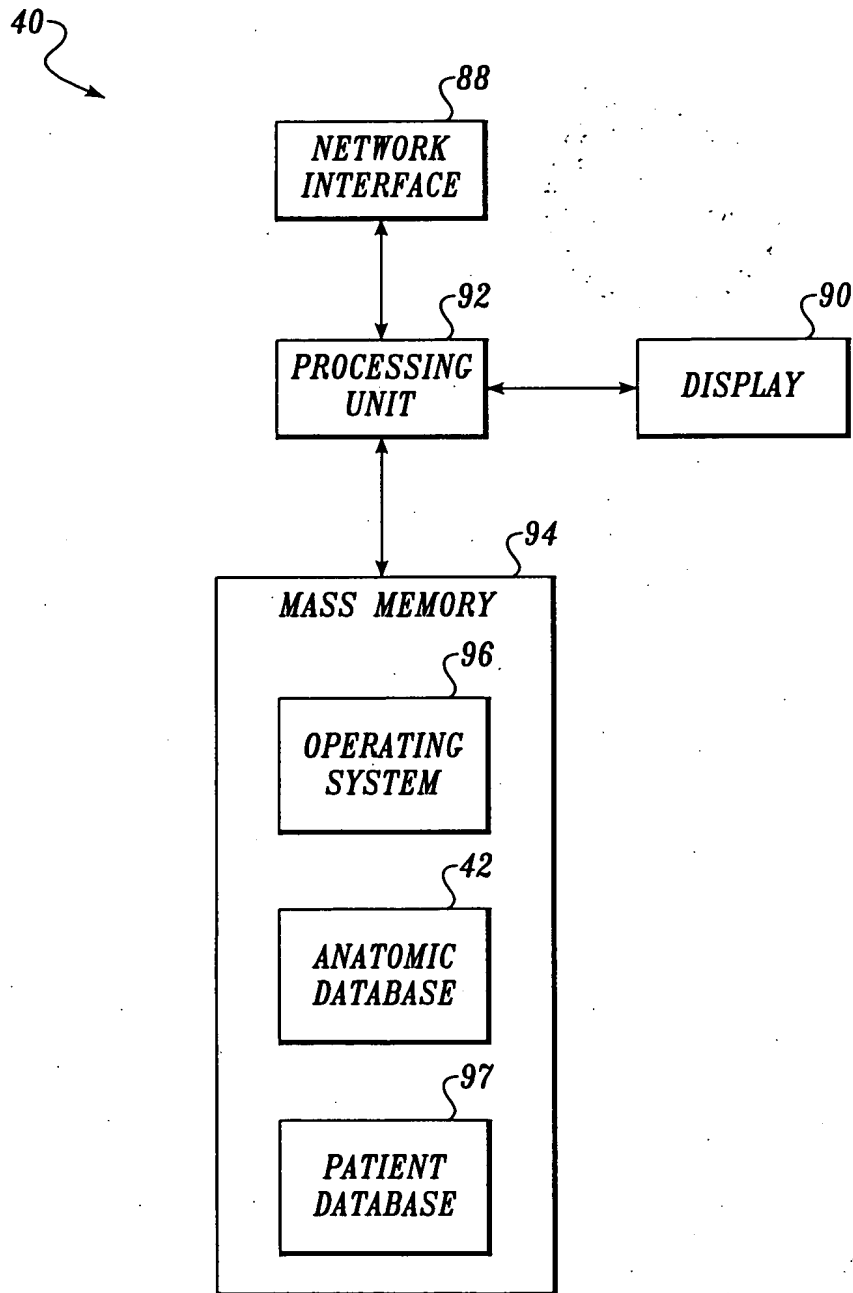 40
88
NETWORK
INTERFACE
92
PROCESSING
UNIT
90
DISPLAY
94
MASS MEMORY
96
OPERATING
SYSTEM
42
ANATOMIC
DATABASE
97
PATIENT
DATABASE